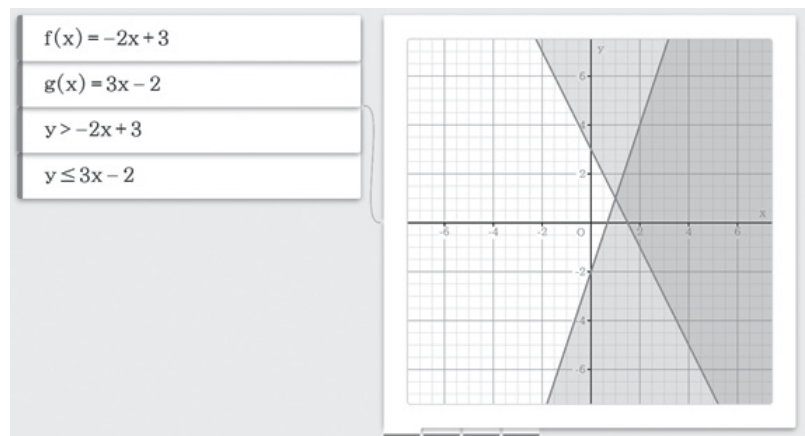 f(x) = -2x+3
g(x) = 3x - 2
y > -2x+3
y ≤ 3x - 2
y
6
4
2
x
-6 -4 -2 O 2 4 6
-2
-4
-6